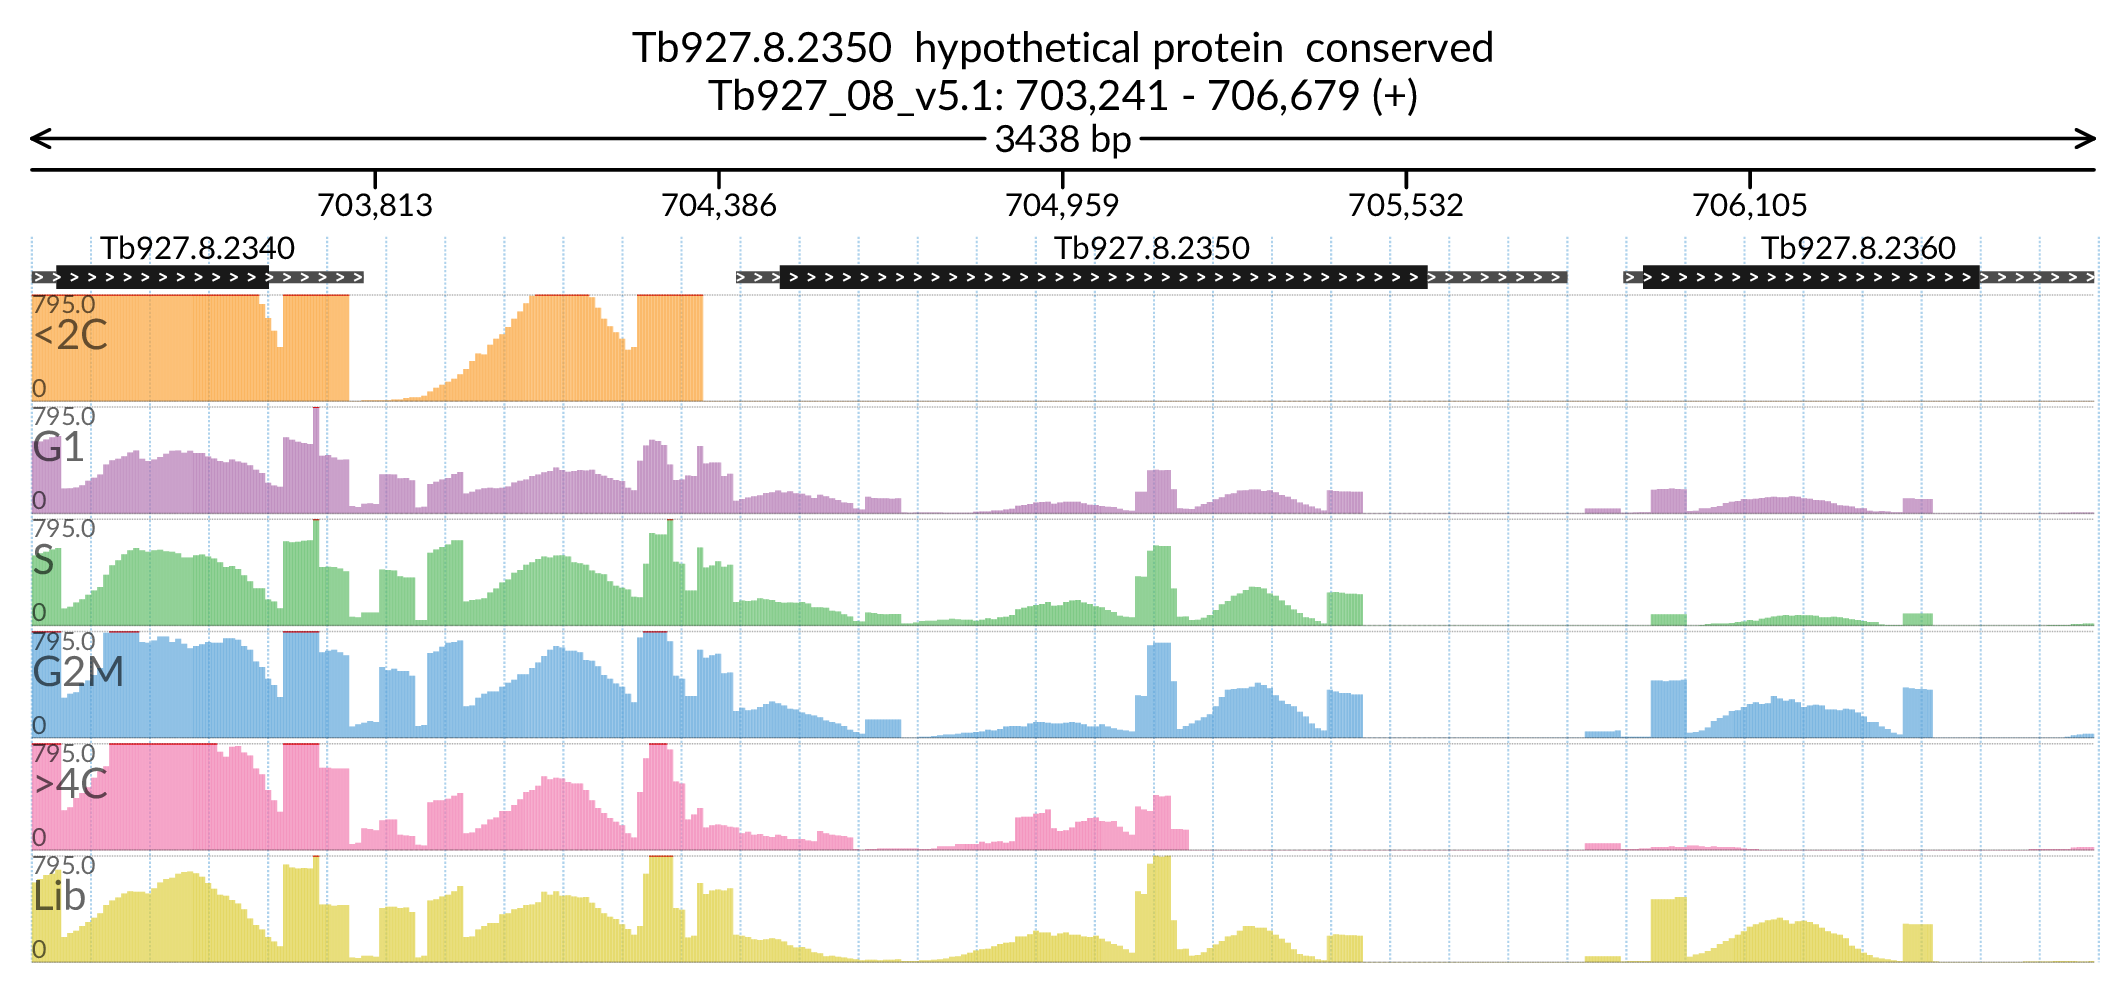 Tb927.8.2350 hypothetical protein conserved
Tb927_08_v5.1: 703,241 - 706,679 (+)
3438 bp
703,813 704,386 704,959 705,532 706,105
Tb927.8.2340 Tb927.8.2350 Tb927.8.2360
795.0
<2C
0
795.0
G1
0
795.0
S
0
795.0
G2M
0
795.0
>4C
0
795.0
Lib
0